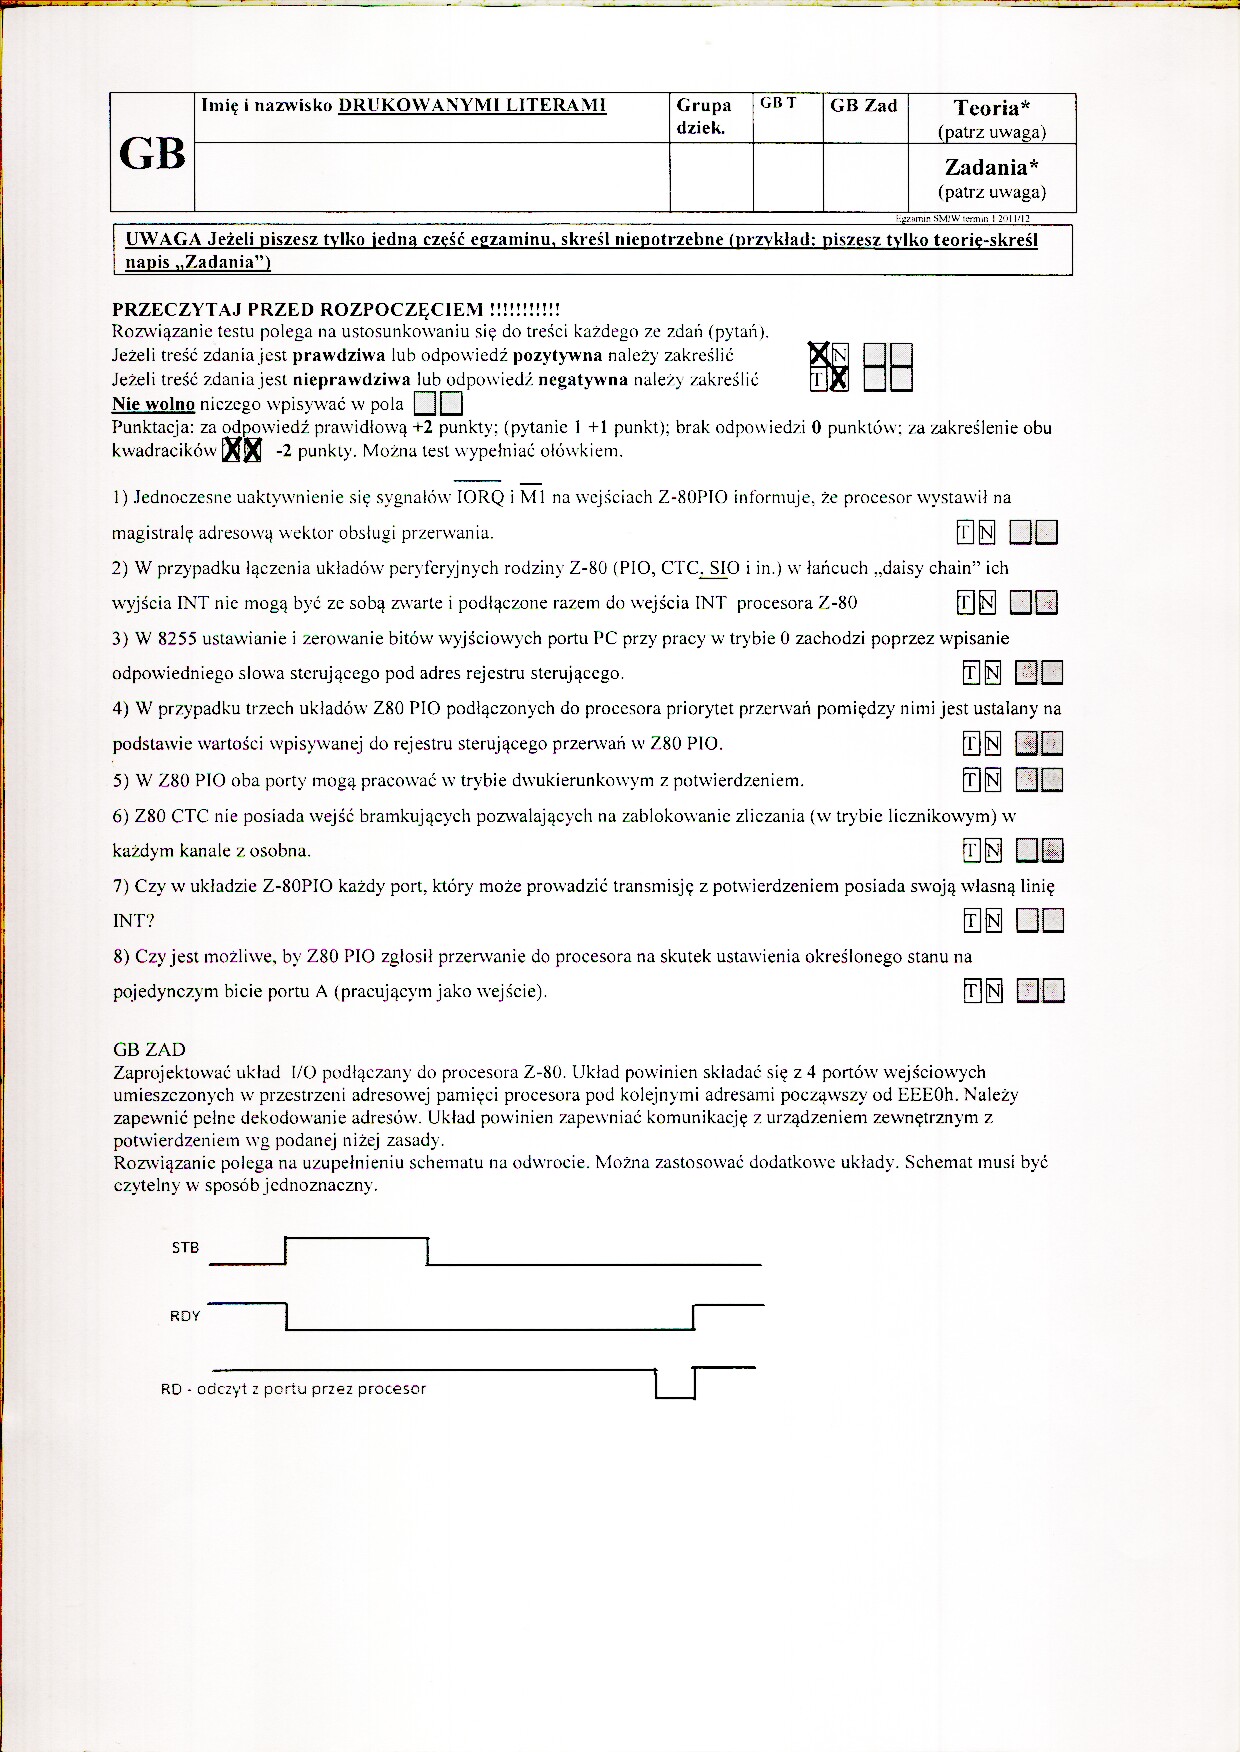 GB
Imię i nazwisko DRUKOWANYMI LITERAMI
Grupa dziek.
GB T
GB Zad
Teoria*
(patrz uwaga)
Zadania*
(patrz uwaga)
Egzamin SMIW termin I 2011/12
UWAGA Jeżeli piszesz tylko jedną część egzaminu, skreśl niepotrzebne (przykład: piszesz tylko teorię-skreśl
napis „Zadania”)
PRZECZYTAJ PRZED ROZPOCZĘCIEM !!!!!!!!!!!
Rozwiązanie testu polega na ustosunkowaniu się do treści każdego ze zdań (pytań).
Jeżeli treść zdania jest prawdziwa lub odpowiedź pozytywna należy zakreślić X N
Jeżeli treść zdania jest nieprawdziwa lub odpowiedź negatywna należy zakreślić T X
Nie wolno niczego wpisywać w pola
Punktacja: za odpowiedź prawidłową +2 punkty; (pytanie 1 +1 punkt); brak odpowiedzi 0 punktów; za zakreślenie obu
kwadracików X X -2 punkty. Można test wypełniać ołówkiem.
1) Jednoczesne uaktywnienie się sygnałów IORQ i M1 na wejściach Z-80PIO informuje, że procesor wystawił na
magistralę adresową wektor obsługi przerwania. T N
2) W przypadku łączenia układów peryferyjnych rodziny Z-80 (PIO, CTC, SIO i in.) w łańcuch „daisy chain” ich
wyjścia INT nie mogą być ze sobą zwarte i podłączone razem do wejścia INT procesora Z-80 T N
3) W 8255 ustawianie i zerowanie bitów wyjściowych portu PC przy pracy w trybie 0 zachodzi poprzez wpisanie
odpowiedniego słowa sterującego pod adres rejestru sterującego. T N
4) W przypadku trzech układów Z80 PIO podłączonych do procesora priorytet przerwań pomiędzy nimi jest ustalany na
podstawie wartości wpisywanej do rejestru sterującego przerwań w Z80 PIO. T N
5) W Z80 PIO oba porty mogą pracować w trybie dwukierunkowym z potwierdzeniem. T N
6) Z80 CTC nie posiada wejść bramkujących pozwalających na zablokowanie zliczania (w trybie licznikowym) w
każdym kanale z osobna. T N
7) Czy w układzie Z-80PIO każdy port, który może prowadzić transmisję z potwierdzeniem posiada swoją własną linię
INT? T N
8) Czy jest możliwe, by Z80 PIO zgłosił przerwanie do procesora na skutek ustawienia określonego stanu na
pojedynczym bicie portu A (pracującym jako wejście). T N
GB ZAD
Zaprojektować układ I/O podłączany do procesora Z-80. Układ powinien składać się z 4 portów wejściowych
umieszczonych w przestrzeni adresowej pamięci procesora pod kolejnymi adresami począwszy od EEE0h. Należy
zapewnić pełne dekodowanie adresów. Układ powinien zapewniać komunikację z urządzeniem zewnętrznym z
potwierdzeniem wg podanej niżej zasady.
Rozwiązanie polega na uzupełnieniu schematu na odwrocie. Można zastosować dodatkowe układy. Schemat musi być
czytelny w sposób jednoznaczny.
STB
RDY
RD - odczyt z portu przez procesor